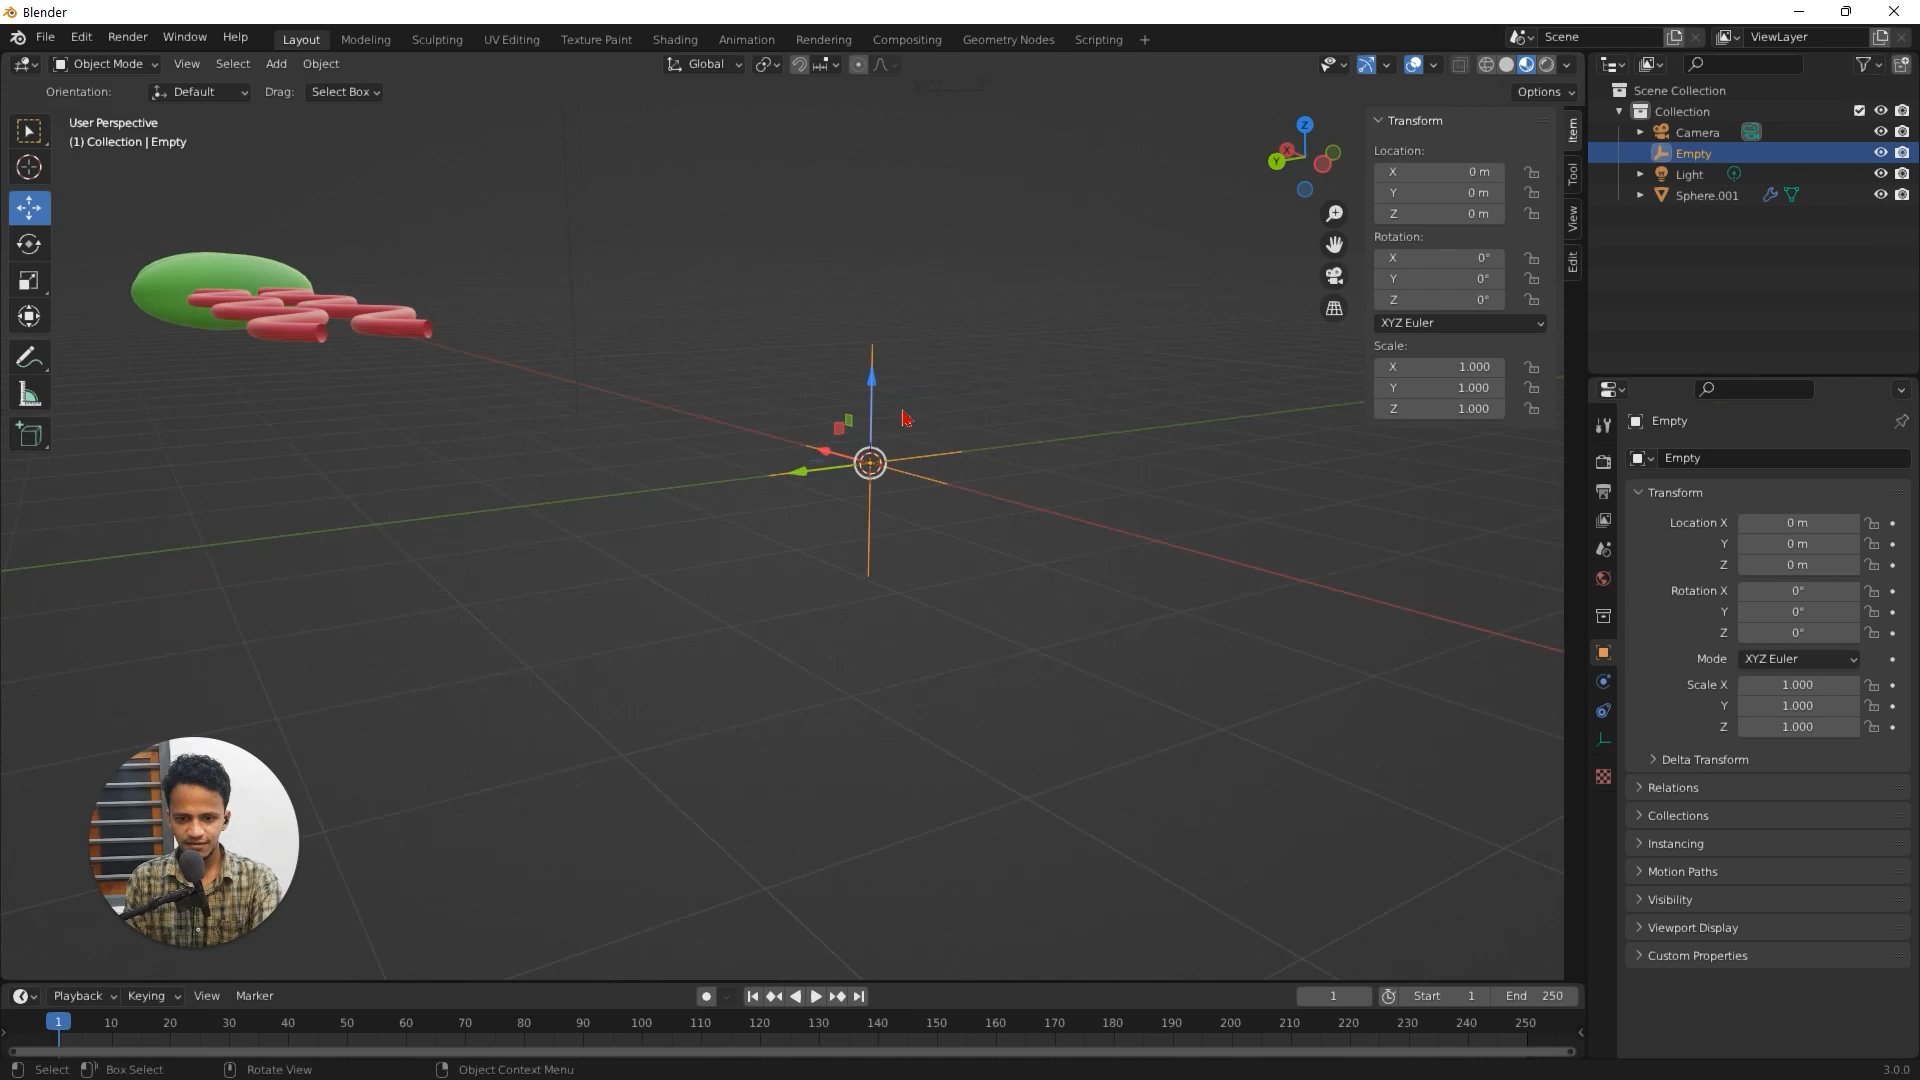 Blender
File Edit Render Window Help
Layout Modeling Sculpting UV Editing Texture Paint Shading Animation Rendering Compositing Geometry Nodes Scripting +
Scene ViewLayer
Object Mode View Select Add Object
Global
Orientation: Default Drag: Select Box
Options
User Perspective
(1) Collection | Empty
Z
X
Y
Transform
Location:
X 0 m
Y 0 m
Z 0 m
Rotation:
X 0°
Y 0°
Z 0°
XYZ Euler
Scale:
X 1.000
Y 1.000
Z 1.000
Item
Tool
View
Edit
Scene Collection
Collection
Camera
Empty
Light
Sphere.001
Empty
Empty
Transform
Location X 0 m
Y 0 m
Z 0 m
Rotation X 0°
Y 0°
Z 0°
Mode XYZ Euler
Scale X 1.000
Y 1.000
Z 1.000
Delta Transform
Relations
Collections
Instancing
Motion Paths
Visibility
Viewport Display
Custom Properties
Playback Keying View Marker
1 Start 1 End 250
1 10 20 30 40 50 60 70 80 90 100 110 120 130 140 150 160 170 180 190 200 210 220 230 240 250
Select Box Select Rotate View Object Context Menu
3.0.0